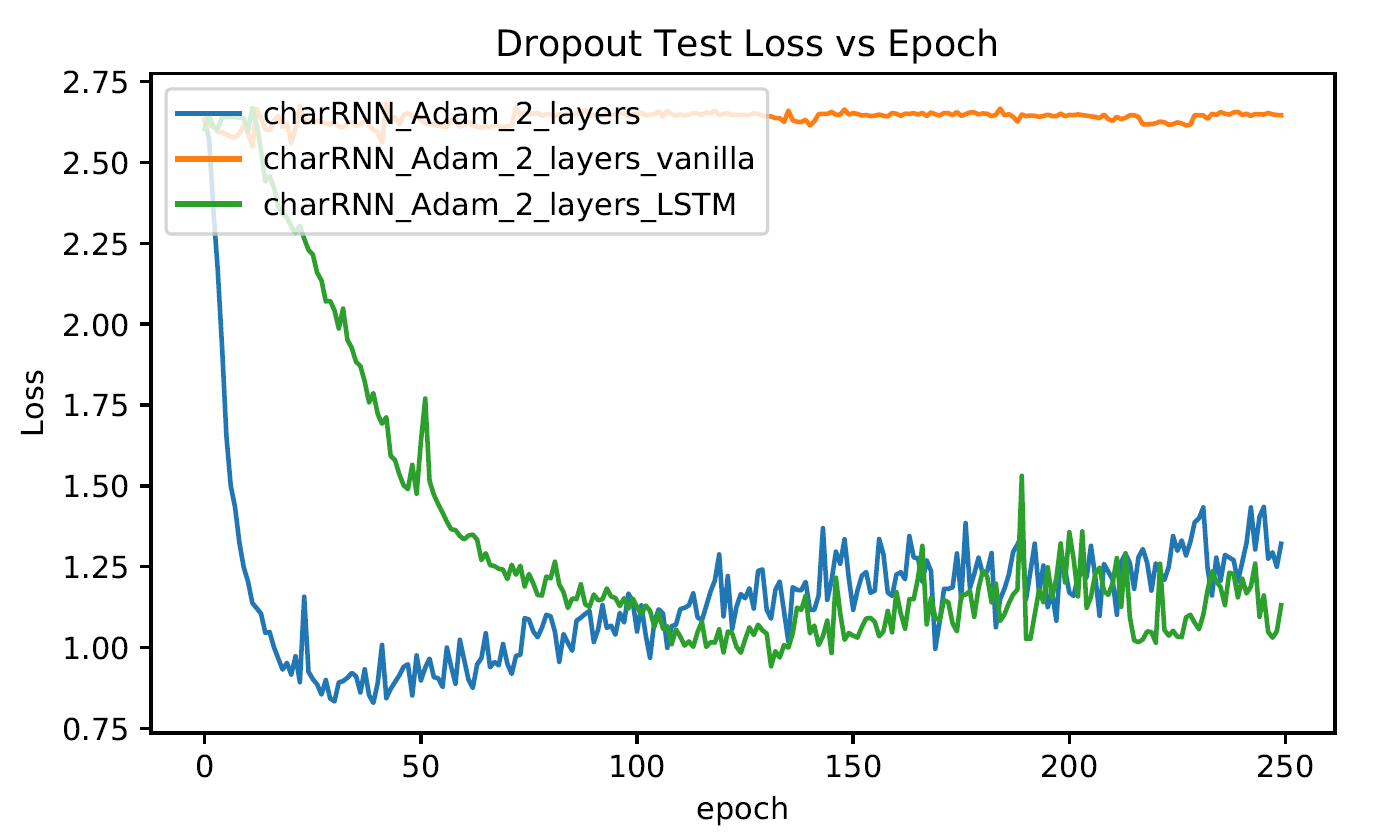 Dropout Test Loss vs Epoch
2.75
2.50
2.25
2.00
1.75
1.50
1.25
1.00
0.75
Loss
charRNN_Adam_2_layers
charRNN_Adam_2_layers_vanilla
charRNN_Adam_2_layers_LSTM
0 50 100 150 200 250
epoch